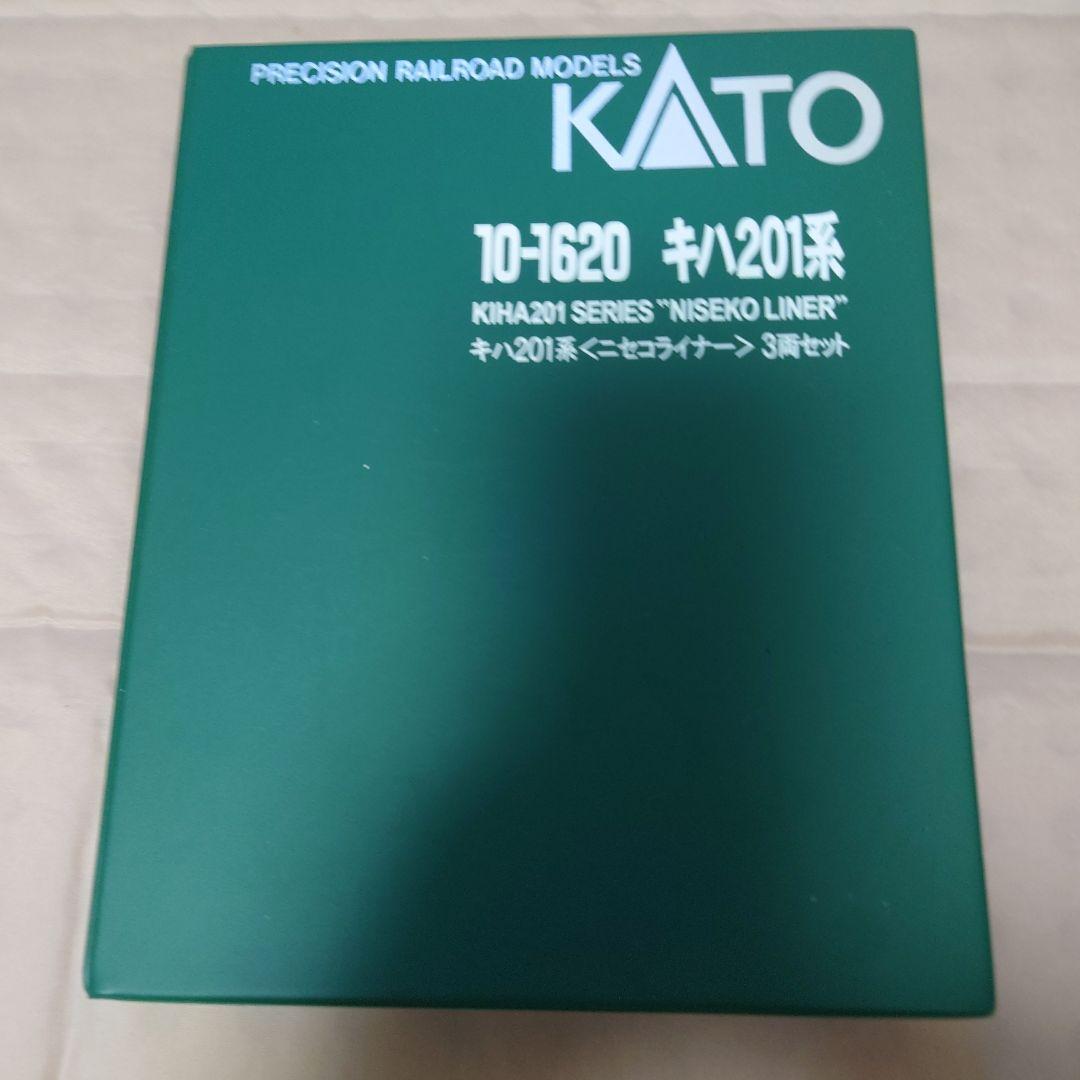 PRECISION RAILROAD MODELS
KATO
10-1620 キハ201系
KIHA201 SERIES "NISEKO LINER"
キハ201系<ニセコライナー> 3両セット